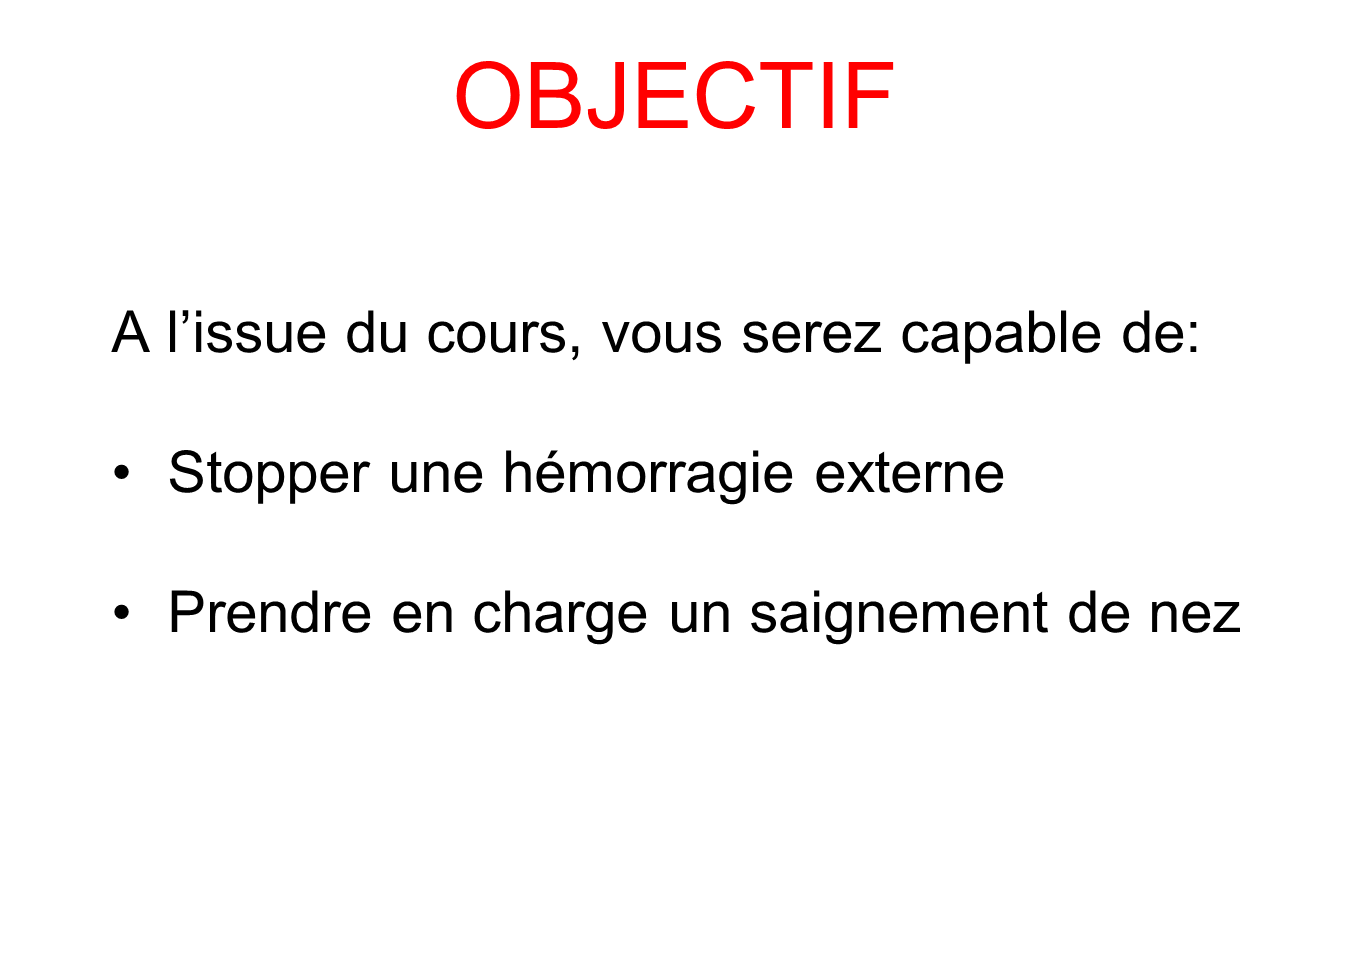 OBJECTIF
A l’issue du cours, vous serez capable de:
• Stopper une hémorragie externe
• Prendre en charge un saignement de nez